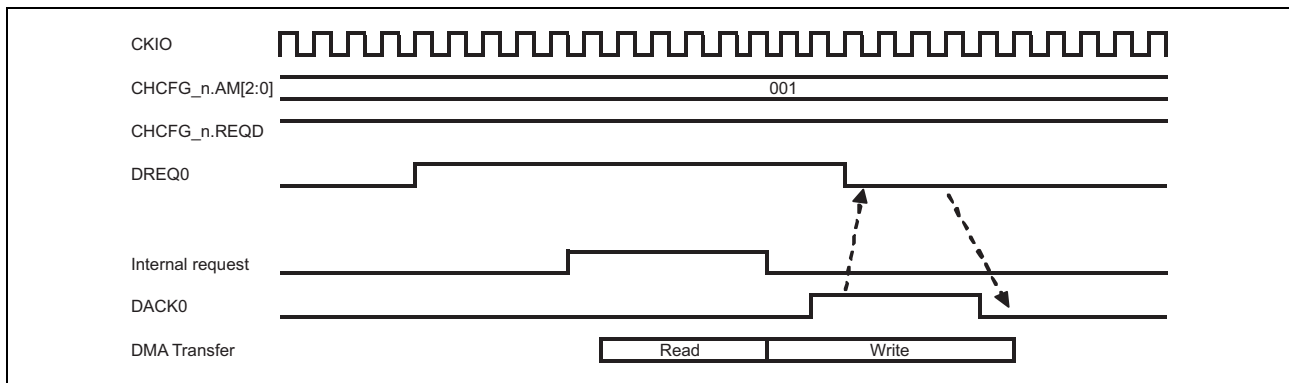 CKIO
CHCFG_n.AM[2:0] 001
CHCFG_n.REQD
DREQ0
Internal request
DACK0
DMA Transfer Read Write